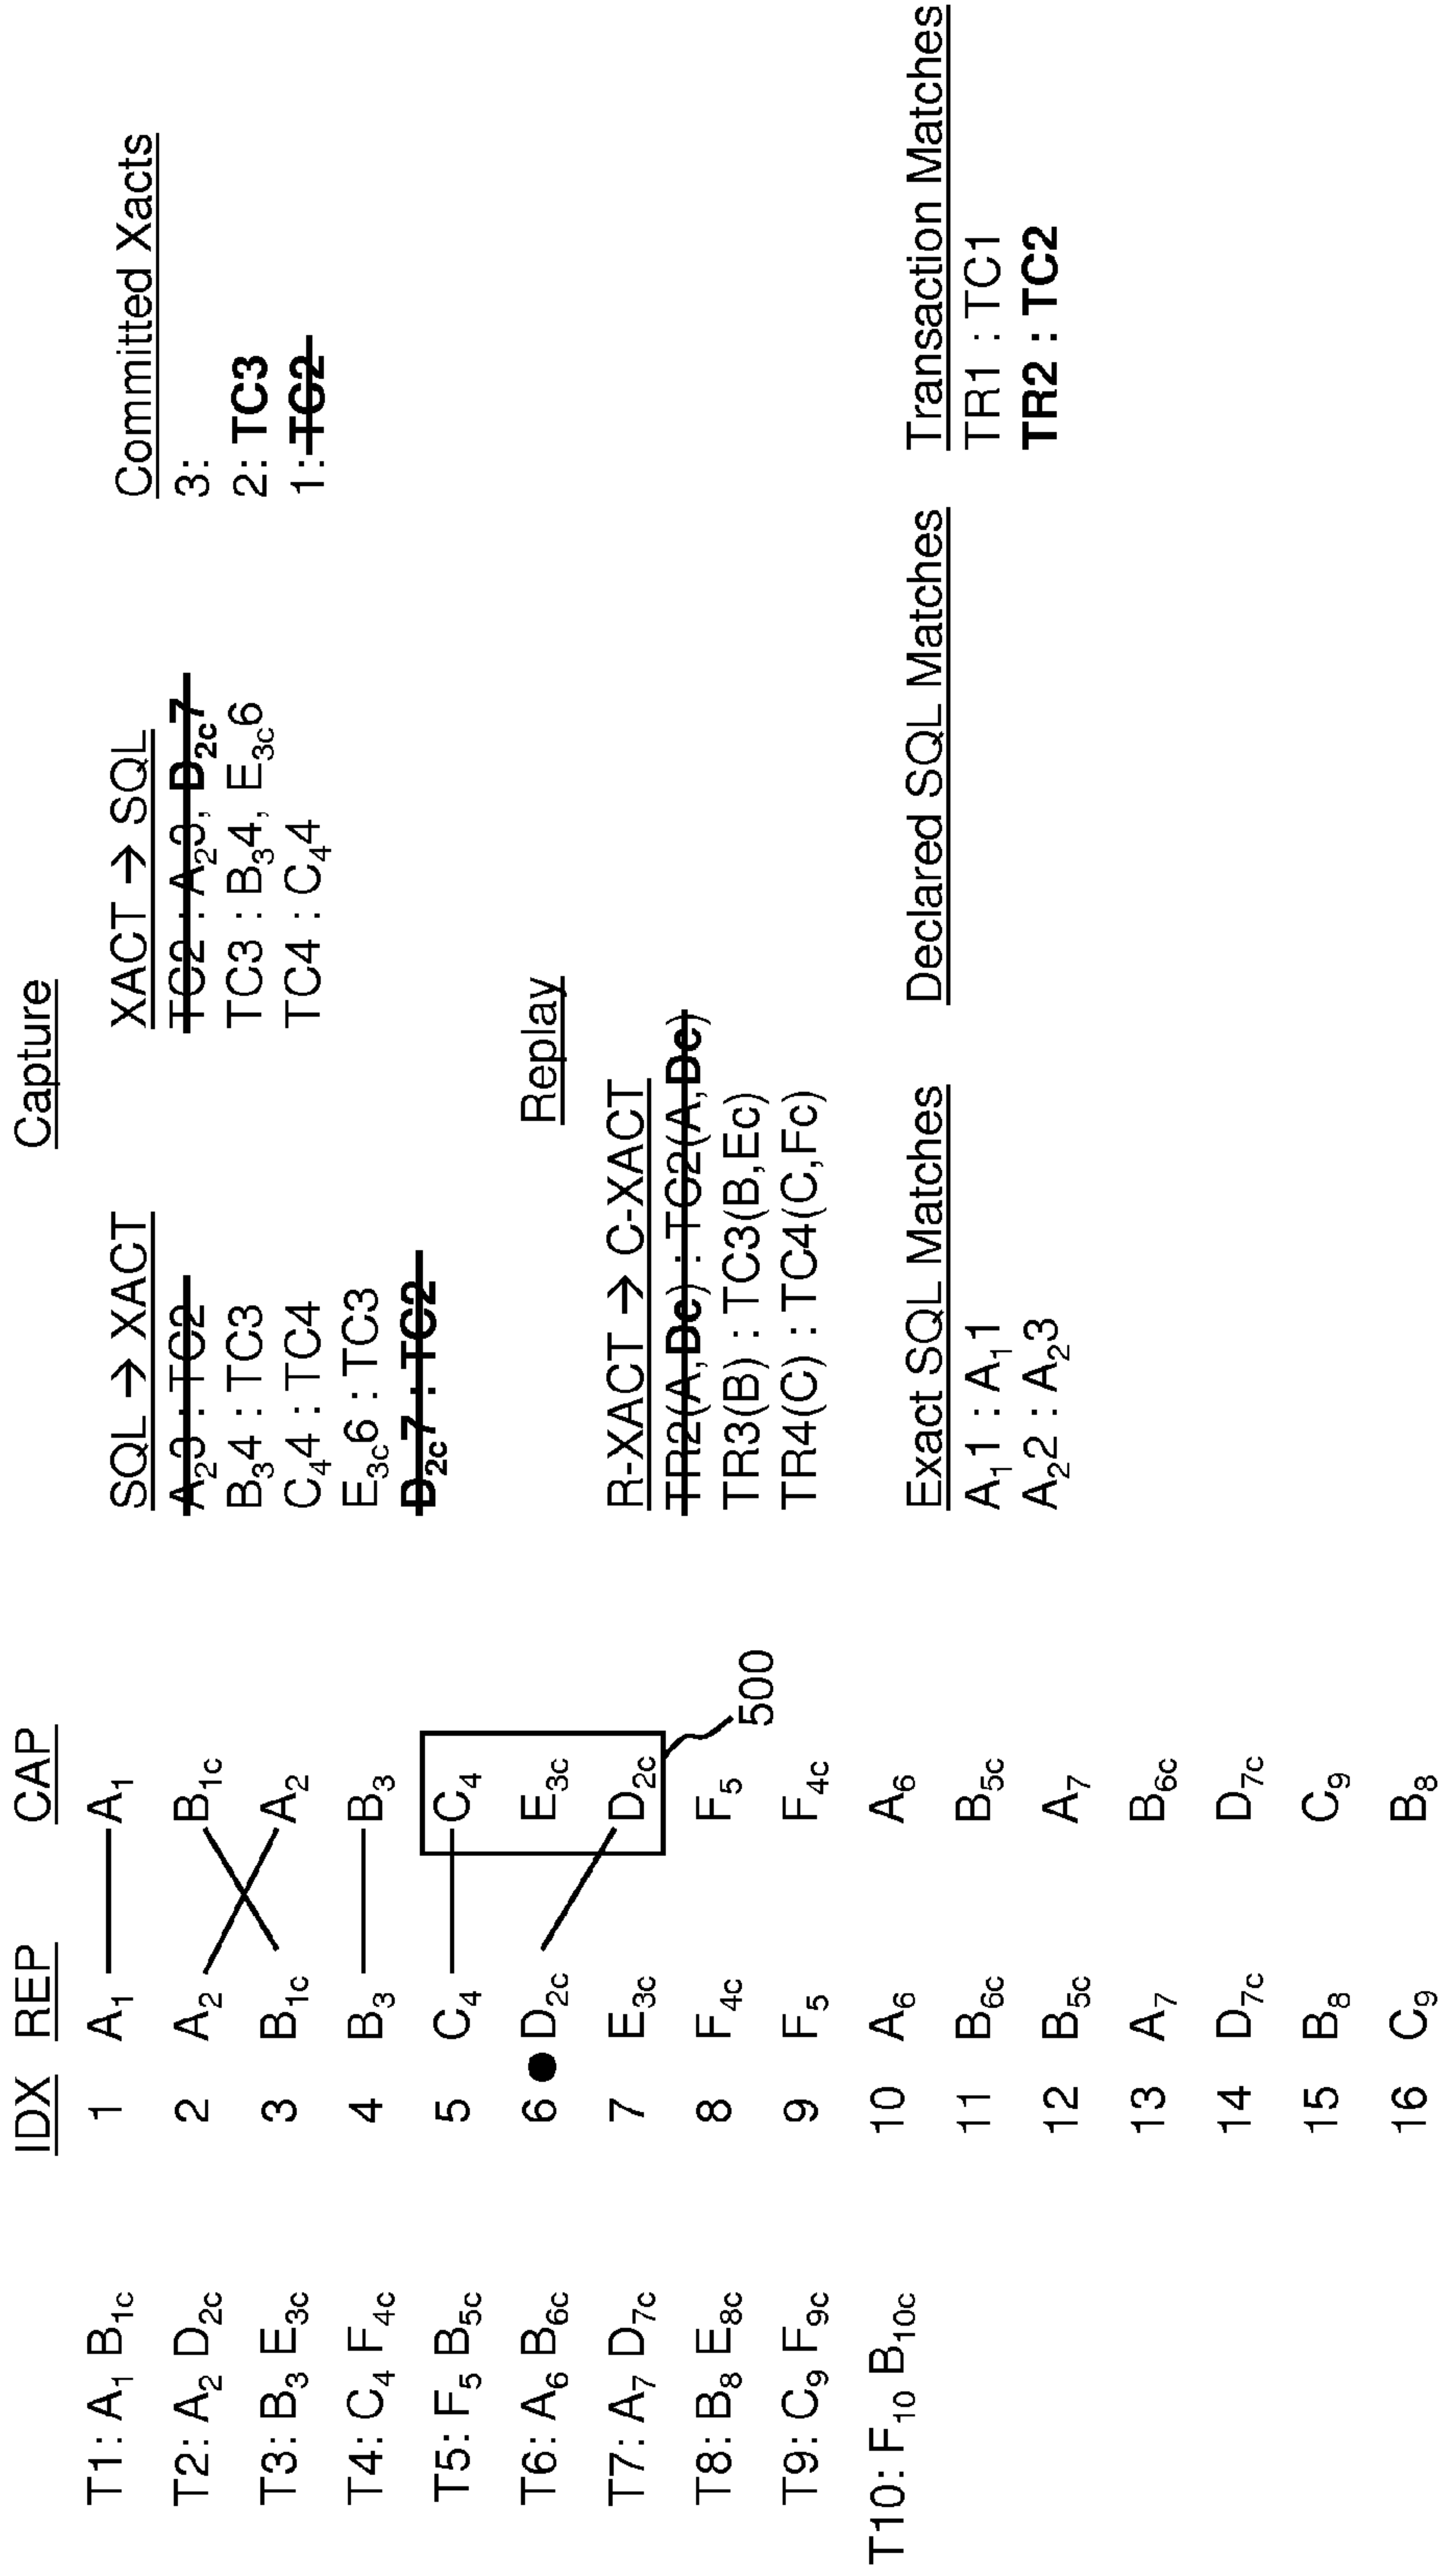 T1: A₁ B₁c
T2: A₂ D₂c
T3: B₃ E₃c
T4: C₄ F₄c
T5: F₅ B₅c
T6: A₆ B₆c
T7: A₇ D₇c
T8: B₈ E₈c
T9: C₉ F₉c
T10: F₁₀ B₁₀c
IDX REP CAP
1 A₁ A₁
2 A₂ B₁c
3 B₁c A₂
4 B₃ B₃
5 C₄ C₄
6 D₂c E₃c
7 E₃c D₂c
8 F₄c F₅
9 F₅ F₄c
10 A₆ A₆
11 B₆c B₅c
12 B₅c A₇
13 A₇ B₆c
14 D₇c D₇c
15 B₈ C₉
16 C₉ B₈
500
Capture
SQL → XACT
A₂3 : TC2
B₃4 : TC3
C₄4 : TC4
E₃c6 : TC3
D₂c7 : TC2
XACT → SQL
TC2 : A₂3, D₂c7
TC3 : B₃4, E₃c6
TC4 : C₄4
Committed Xacts
3:
2: TC3
1: TC2
Replay
R-XACT → C-XACT
TR2(A,Dc) : TC2(A,Dc)
TR3(B) : TC3(B,Ec)
TR4(C) : TC4(C,Fc)
Exact SQL Matches
A₁1 : A₁1
A₂2 : A₂3
Declared SQL Matches
Transaction Matches
TR1 : TC1
TR2 : TC2